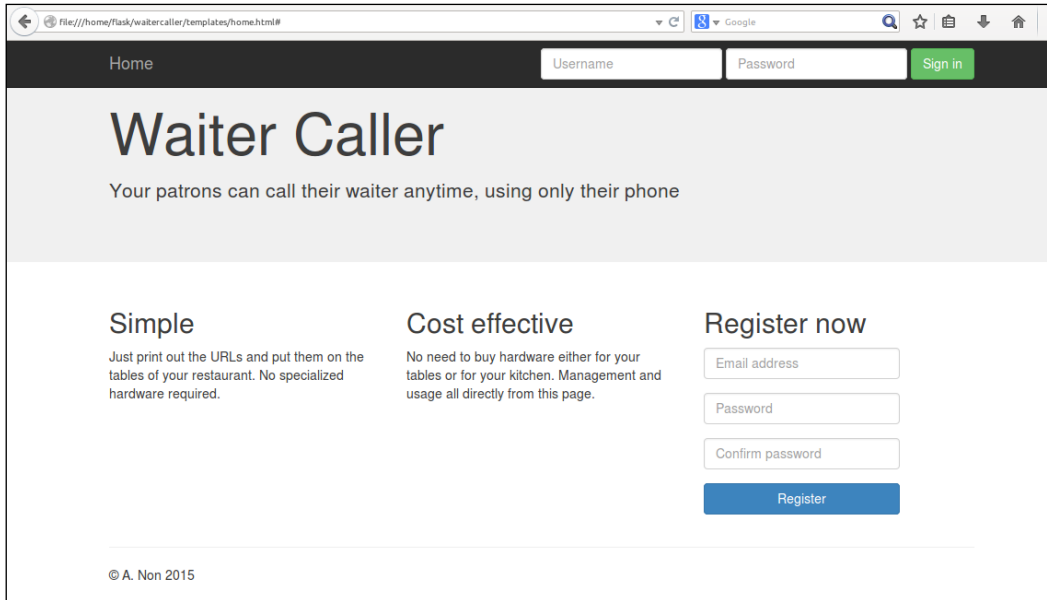 file:///home/flask/waitercaller/templates/home.html#
Google
Home
Username
Password
Sign in
Waiter Caller
Your patrons can call their waiter anytime, using only their phone
Simple
Just print out the URLs and put them on the
tables of your restaurant. No specialized
hardware required.
Cost effective
No need to buy hardware either for your
tables or for your kitchen. Management and
usage all directly from this page.
Register now
Email address
Password
Confirm password
Register
© A. Non 2015